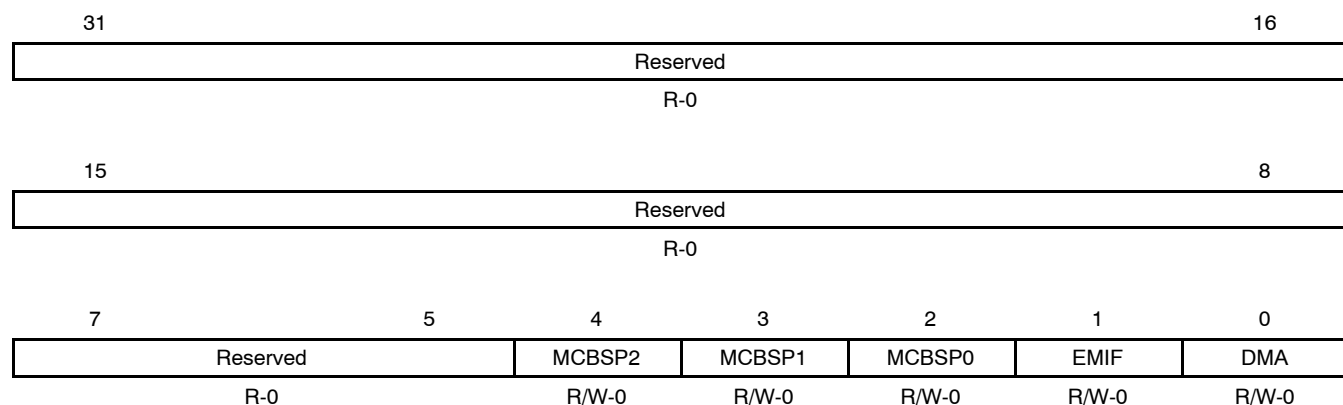 31 16
Reserved
R-0
15 8
Reserved
R-0
7 5 4 3 2 1 0
Reserved MCBSP2 MCBSP1 MCBSP0 EMIF DMA
R-0 R/W-0 R/W-0 R/W-0 R/W-0 R/W-0